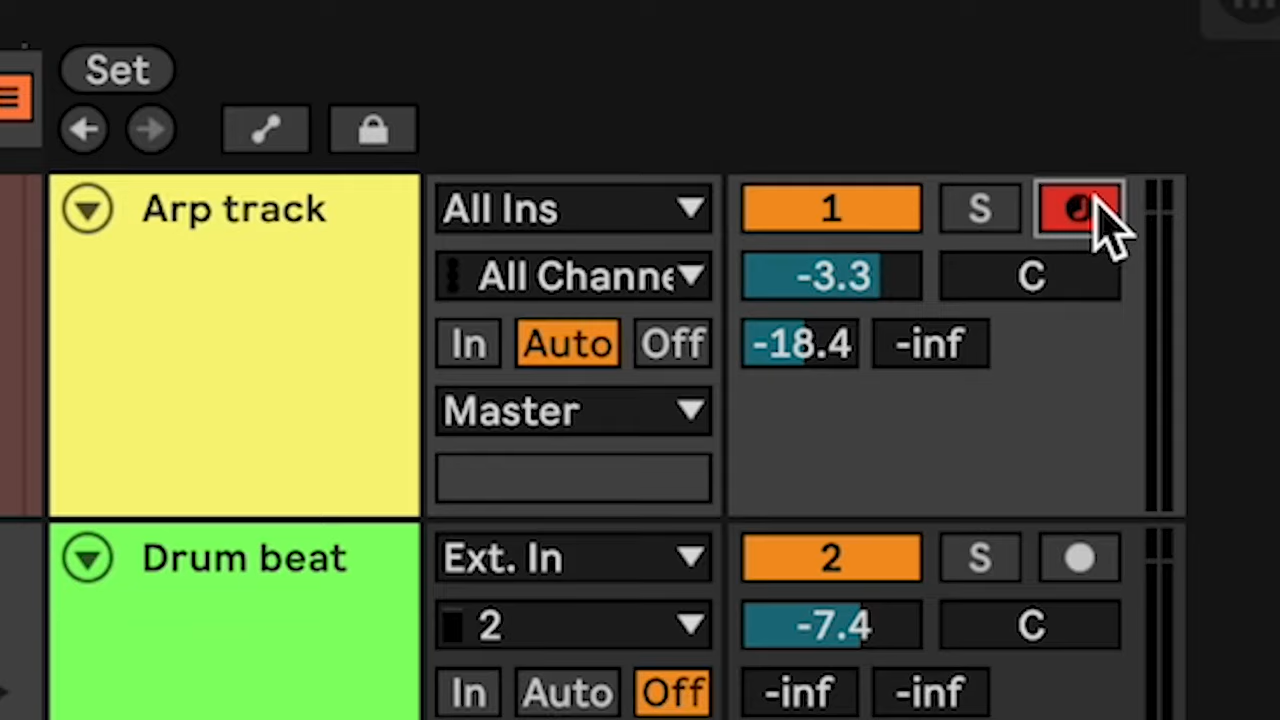 Set
Arp track All Ins 1 S
All Channe -3.3 C
In Auto Off -18.4 -inf
Master
Drum beat Ext. In 2 S
2 -7.4 C
In Auto Off -inf -inf